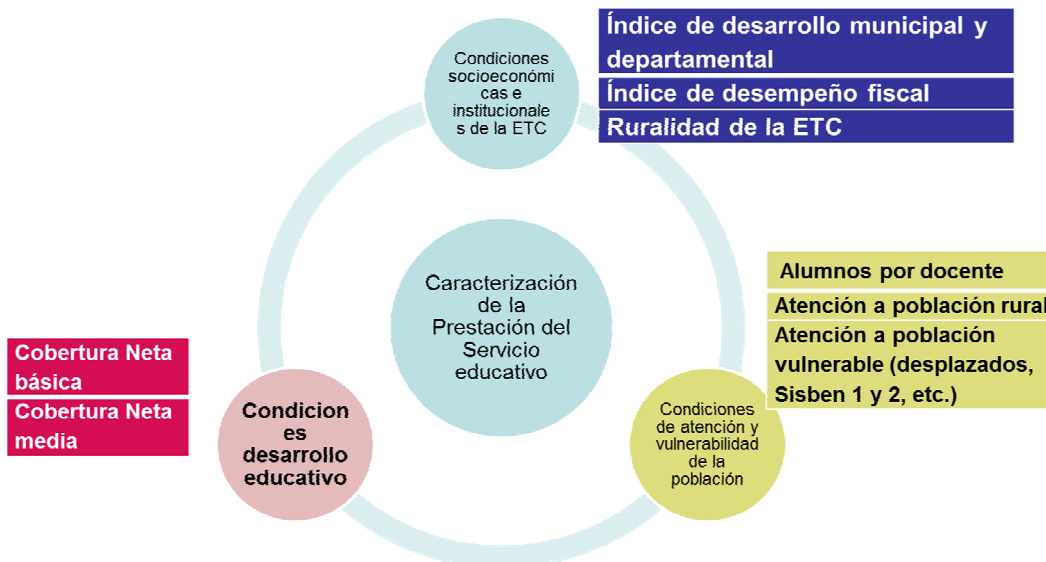 Condiciones
socioeconómi
cas e
institucionale
s de la ETC
Índice de desarrollo municipal y
departamental
Índice de desempeño fiscal
Ruralidad de la ETC
Caracterización
de la
Prestación del
Servicio
educativo
Alumnos por docente
Atención a población rural
Atención a población
vulnerable (desplazados,
Sisben 1 y 2, etc.)
Condiciones
de atención y
vulnerabilidad
de la
población
Cobertura Neta
básica
Cobertura Neta
media
Condicion
es
desarrollo
educativo